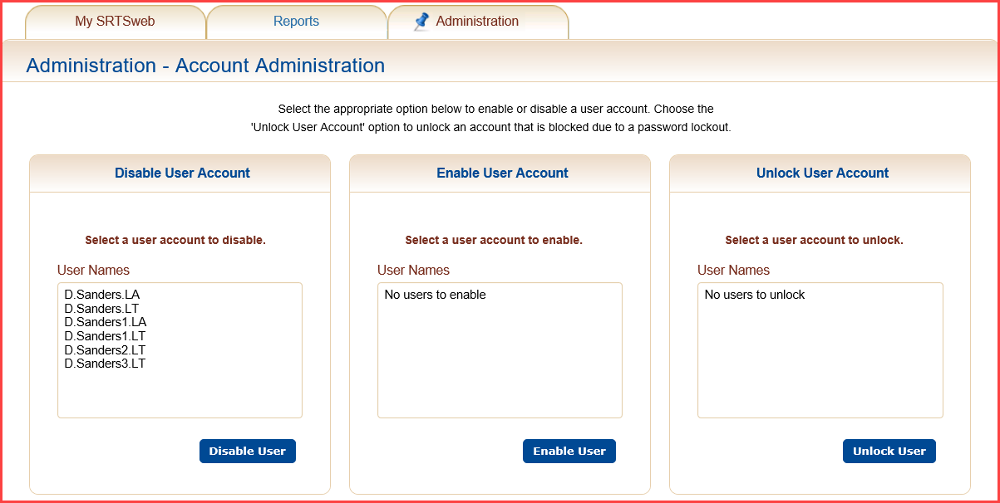 My SRTSweb
Reports
Administration
Administration - Account Administration
Select the appropriate option below to enable or disable a user account. Choose the
'Unlock User Account' option to unlock an account that is blocked due to a password lockout.
Disable User Account
Select a user account to disable.
User Names
D.Sanders.LA
D.Sanders.LT
D.Sanders1.LA
D.Sanders1.LT
D.Sanders2.LT
D.Sanders3.LT
Disable User
Enable User Account
Select a user account to enable.
User Names
No users to enable
Enable User
Unlock User Account
Select a user account to unlock.
User Names
No users to unlock
Unlock User